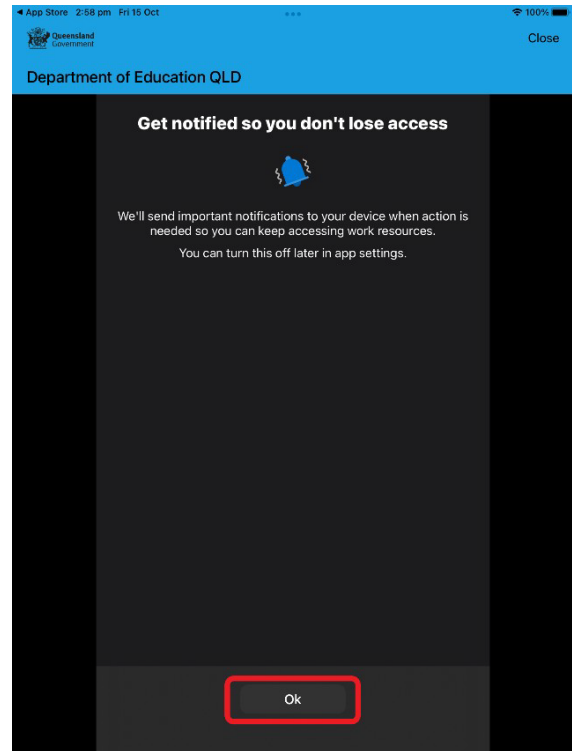 ◄ App Store 2:58 pm Fri 15 Oct 100%
Queensland
Government
Close
Department of Education QLD
Get notified so you don't lose access
We'll send important notifications to your device when action is
needed so you can keep accessing work resources.
You can turn this off later in app settings.
Ok